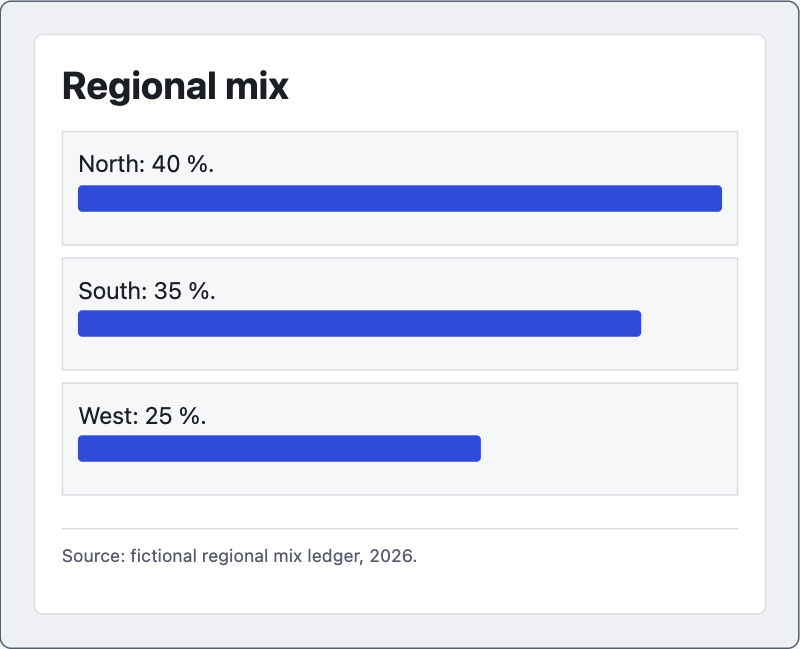 Regional mix
North: 40 %.
South: 35 %.
West: 25 %.
Source: fictional regional mix ledger, 2026.